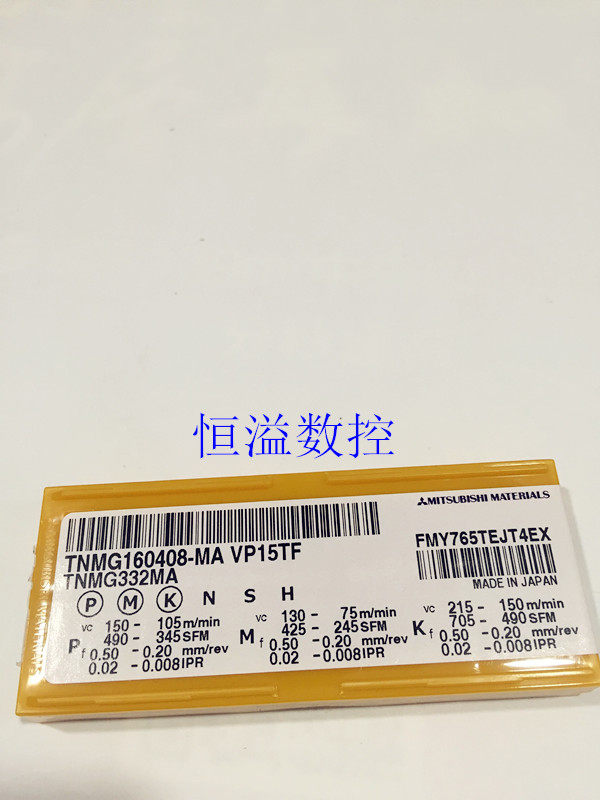 恒溢数控
MITSUBISHI MATERIALS
TNMG160408-MA VP15TF
TNMG332MA
FMY765TEJT4EX
MADE IN JAPAN
P M K N S H
P vc 150 - 105 m/min
490 - 345 SFM
f 0.50 - 0.20 mm/rev
0.02 - 0.008 IPR
M vc 130 - 75 m/min
425 - 245 SFM
f 0.50 - 0.20 mm/rev
0.02 - 0.008 IPR
K vc 215 - 150 m/min
705 - 490 SFM
f 0.50 - 0.20 mm/rev
0.02 - 0.008 IPR